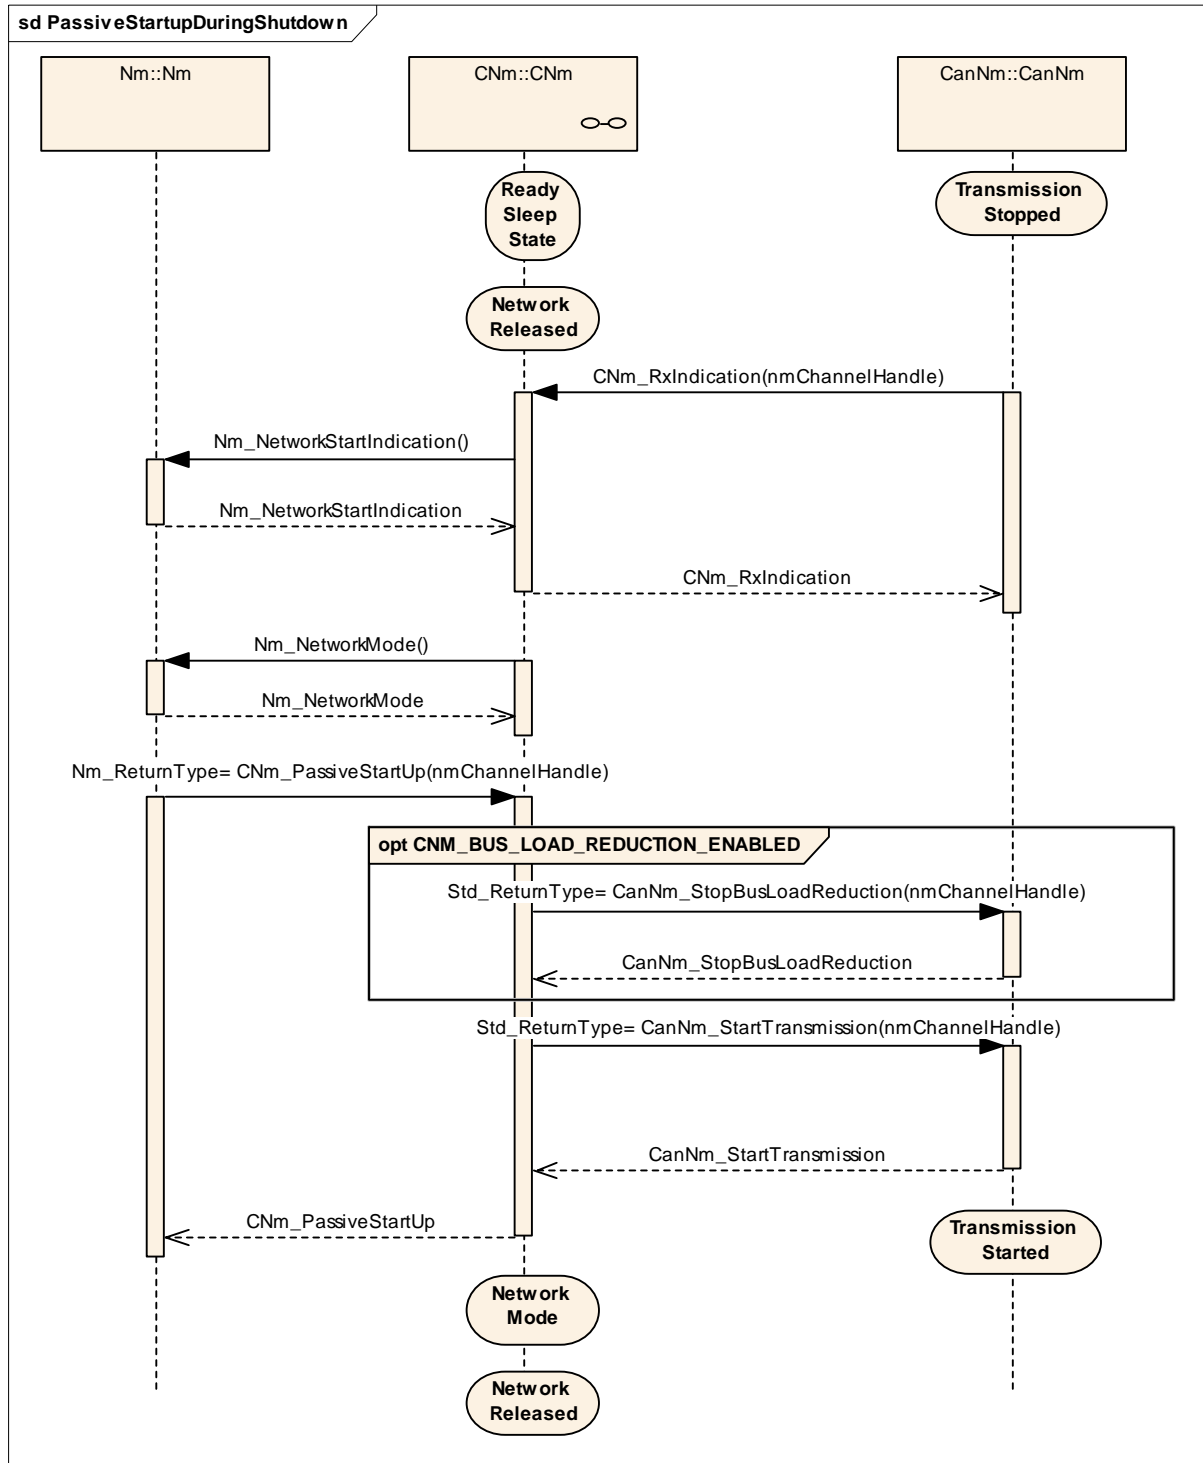 sd PassiveStartupDuringShutdown
Nm::Nm
CNm::CNm
CanNm::CanNm
Ready
Sleep
State
Transmission
Stopped
Network
Released
CNm_RxIndication(nmChannelHandle)
Nm_NetworkStartIndication()
Nm_NetworkStartIndication
CNm_RxIndication
Nm_NetworkMode()
Nm_NetworkMode
Nm_ReturnType= CNm_PassiveStartUp(nmChannelHandle)
opt CNM_BUS_LOAD_REDUCTION_ENABLED
Std_ReturnType= CanNm_StopBusLoadReduction(nmChannelHandle)
CanNm_StopBusLoadReduction
Std_ReturnType= CanNm_StartTransmission(nmChannelHandle)
CanNm_StartTransmission
CNm_PassiveStartUp
Transmission
Started
Network
Mode
Network
Released